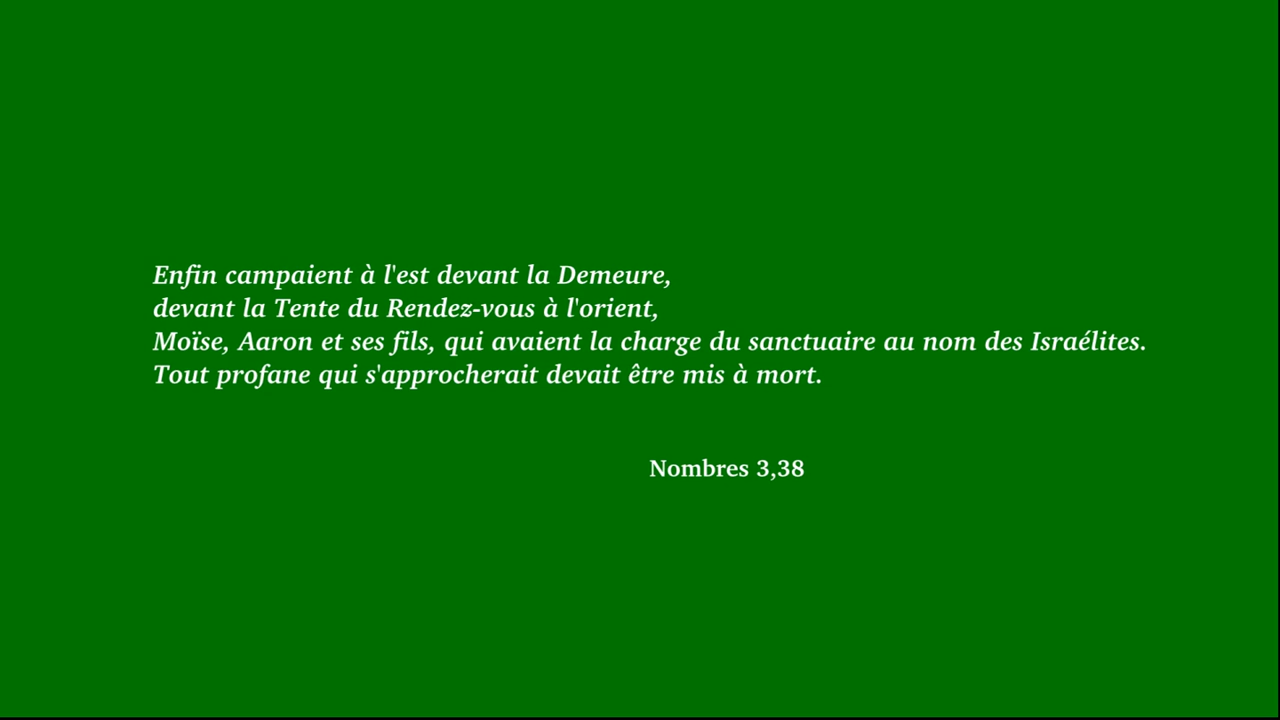 Enfin campaient à l'est devant la Demeure,
devant la Tente du Rendez-vous à l'orient,
Moïse, Aaron et ses fils, qui avaient la charge du sanctuaire au nom des Israélites.
Tout profane qui s'approcherait devait être mis à mort.
Nombres 3,38